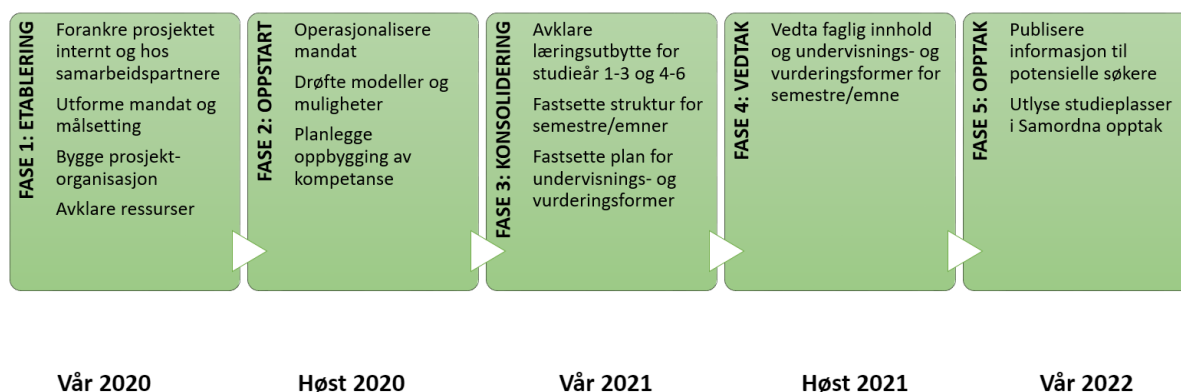 FASE 1: ETABLERING
Forankre prosjektet
internt og hos
samarbeidspartnere
Utforme mandat og
målsetting
Bygge prosjekt-
organisasjon
Avklare ressurser
FASE 2: OPPSTART
Operasjonalisere
mandat
Drøfte modeller og
muligheter
Planlegge
oppbygging av
kompetanse
FASE 3: KONSOLIDERING
Avklare
læringsutbytte for
studieår 1-3 og 4-6
Fastsette struktur for
semestre/emner
Fastsette plan for
undervisnings- og
vurderingsformer
FASE 4: VEDTAK
Vedta faglig innhold
og undervisnings- og
vurderingsformer for
semestre/emne
FASE 5: OPPTAK
Publisere
informasjon til
potensielle søkere
Utlyse studieplasser
i Samordna opptak
Vår 2020
Høst 2020
Vår 2021
Høst 2021
Vår 2022